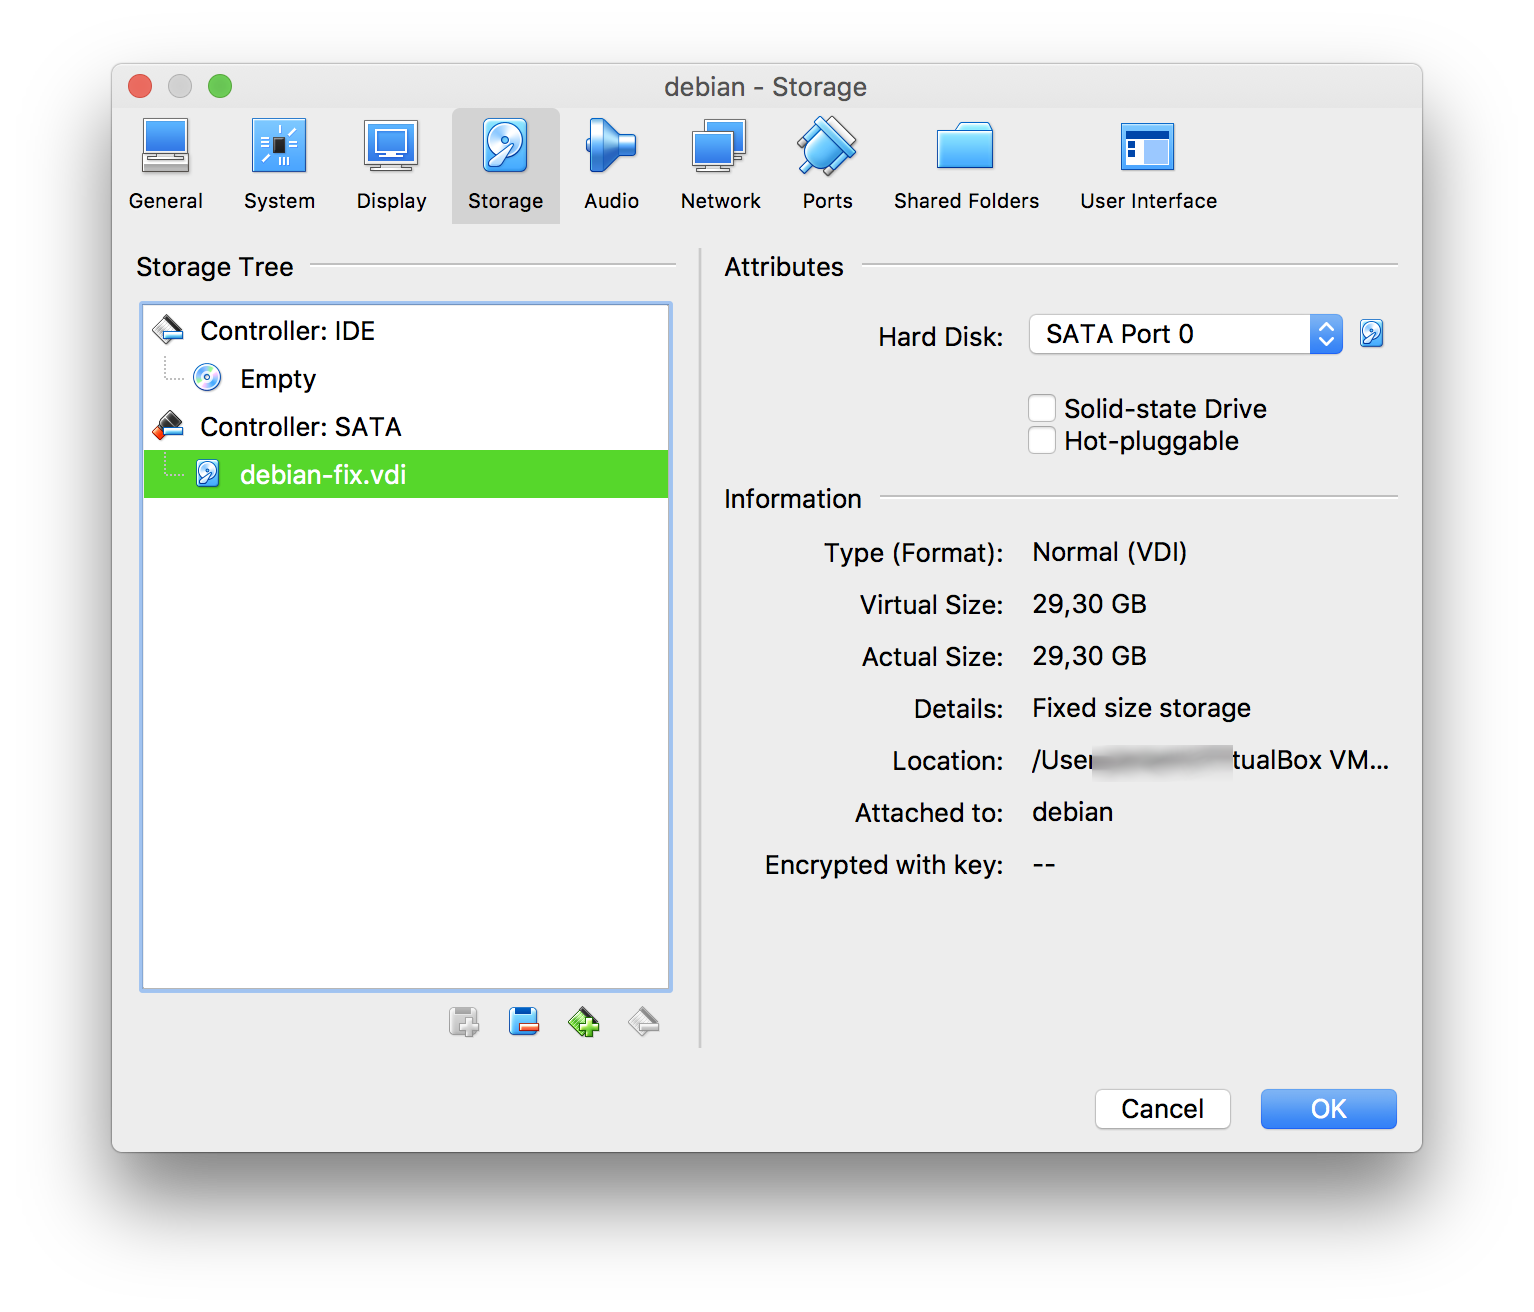 debian - Storage
General System Display Storage Audio Network Ports Shared Folders User Interface
Storage Tree
Controller: IDE
Empty
Controller: SATA
debian-fix.vdi
Attributes
Hard Disk: SATA Port 0
Solid-state Drive
Hot-pluggable
Information
Type (Format): Normal (VDI)
Virtual Size: 29,30 GB
Actual Size: 29,30 GB
Details: Fixed size storage
Location: /User tualBox VM...
Attached to: debian
Encrypted with key: --
Cancel OK